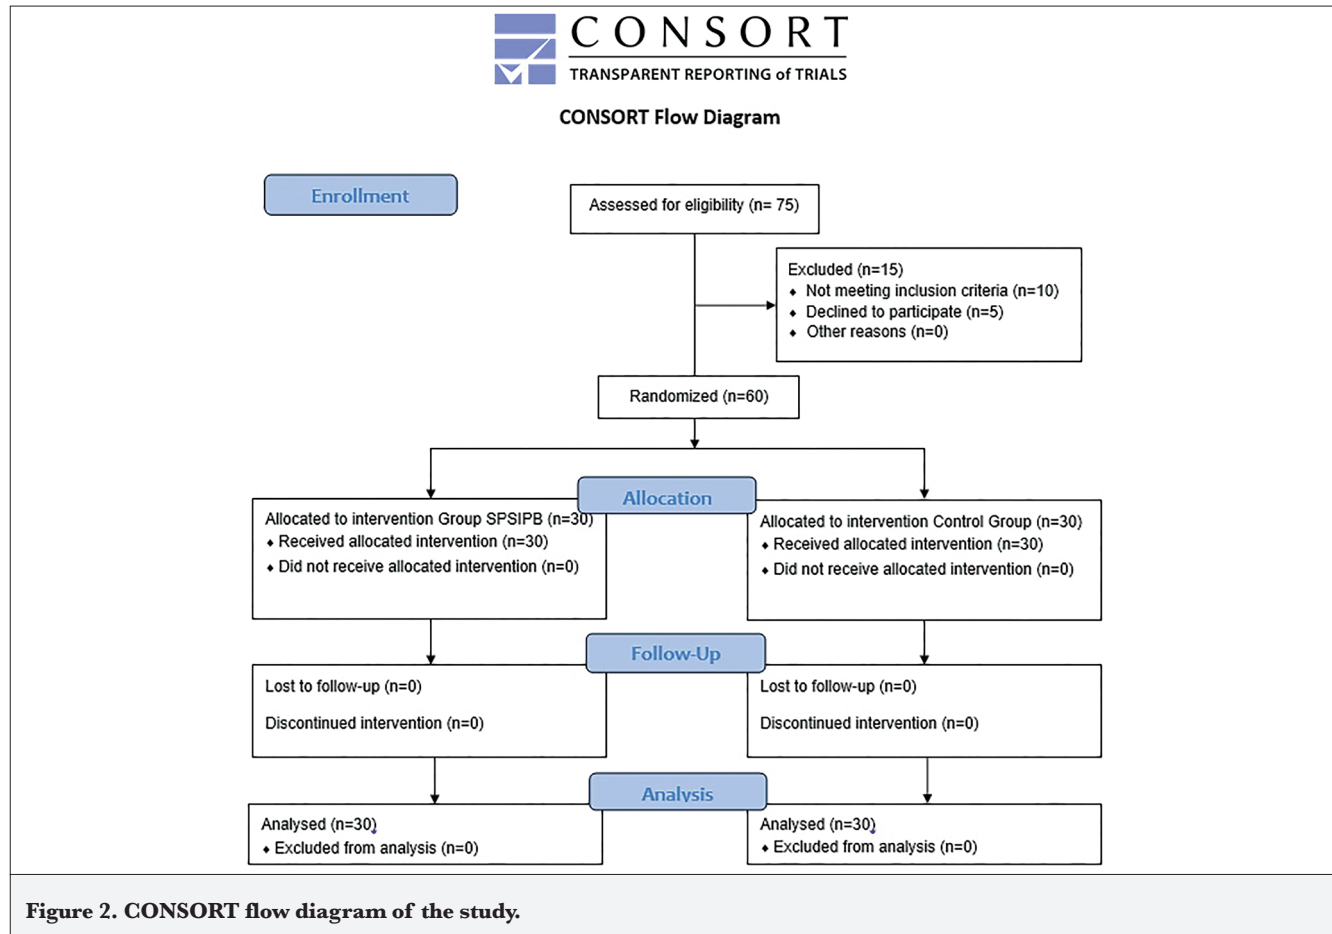 CONSORT
TRANSPARENT REPORTING of TRIALS
CONSORT Flow Diagram
Enrollment
Assessed for eligibility (n= 75)
Excluded (n=15)
♦ Not meeting inclusion criteria (n=10)
♦ Declined to participate (n=5)
♦ Other reasons (n=0)
Randomized (n=60)
Allocation
Allocated to intervention Group SPSIPB (n=30)
♦ Received allocated intervention (n=30)
♦ Did not receive allocated intervention (n=0)
Allocated to intervention Control Group (n=30)
♦ Received allocated intervention (n=30)
♦ Did not receive allocated intervention (n=0)
Follow-Up
Lost to follow-up (n=0)
Discontinued intervention (n=0)
Lost to follow-up (n=0)
Discontinued intervention (n=0)
Analysis
Analysed (n=30)
♦ Excluded from analysis (n=0)
Analysed (n=30)
♦ Excluded from analysis (n=0)
Figure 2. CONSORT flow diagram of the study.